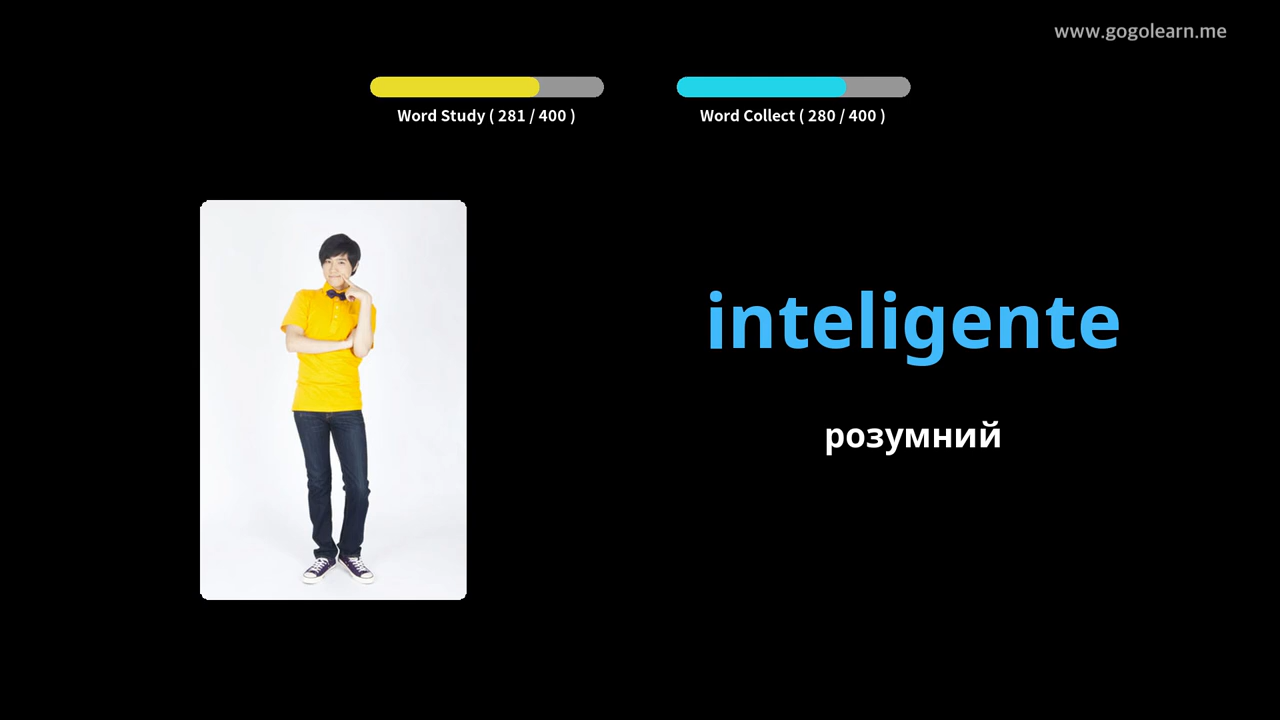 www.gogolearn.me
Word Study ( 281 / 400 )
Word Collect ( 280 / 400 )
inteligente
розумний